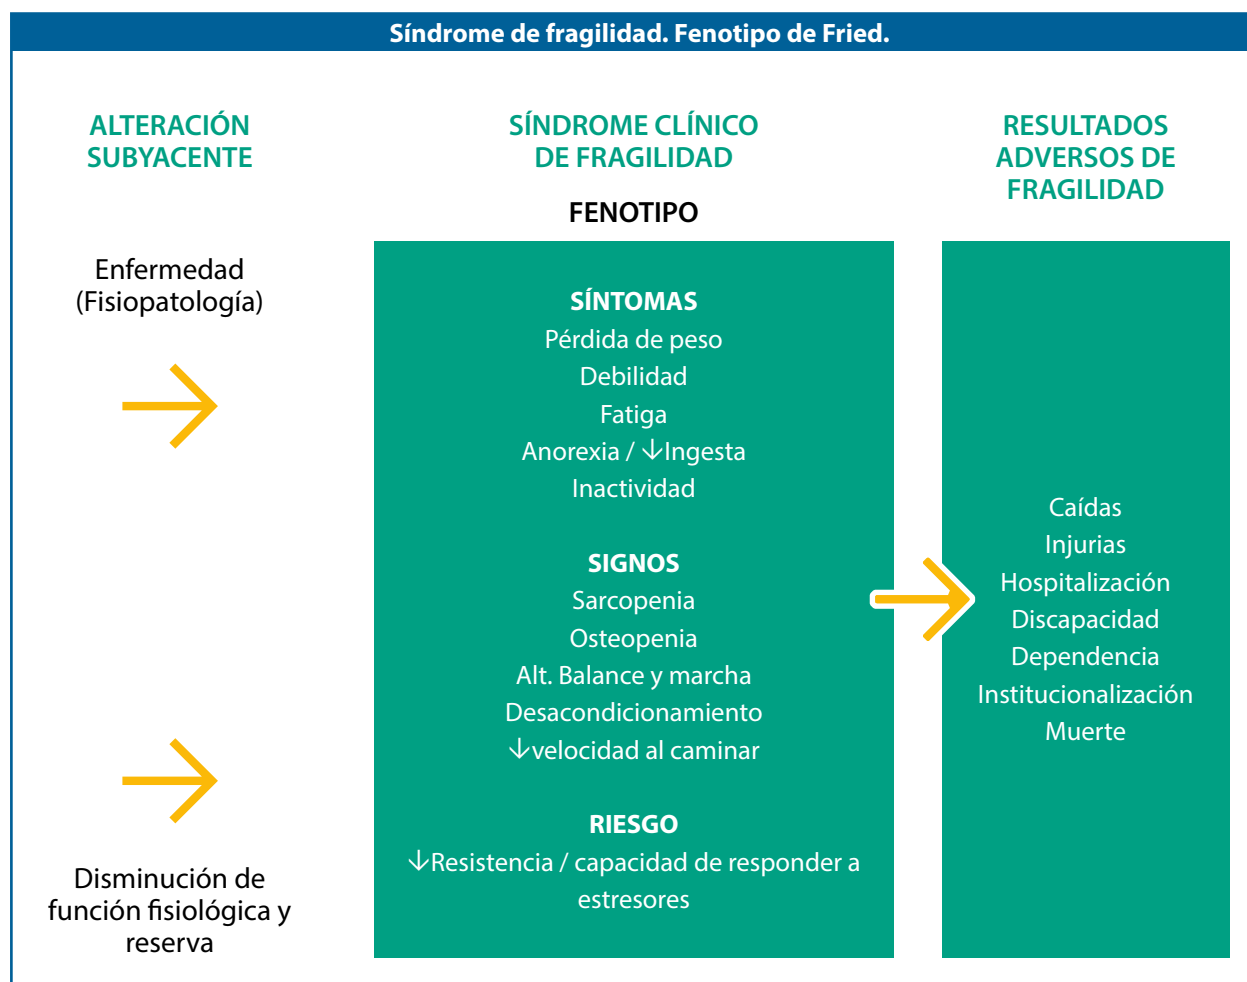 Síndrome de fragilidad. Fenotipo de Fried.
ALTERACIÓN
SUBYACENTE
Enfermedad
(Fisiopatología)
Disminución de
función fisiológica y
reserva
SÍNDROME CLÍNICO
DE FRAGILIDAD
FENOTIPO
SÍNTOMAS
Pérdida de peso
Debilidad
Fatiga
Anorexia / ↓Ingesta
Inactividad
SIGNOS
Sarcopenia
Osteopenia
Alt. Balance y marcha
Desacondicionamiento
↓velocidad al caminar
RIESGO
↓Resistencia / capacidad de responder a
estresores
RESULTADOS
ADVERSOS DE
FRAGILIDAD
Caídas
Injurias
Hospitalización
Discapacidad
Dependencia
Institucionalización
Muerte